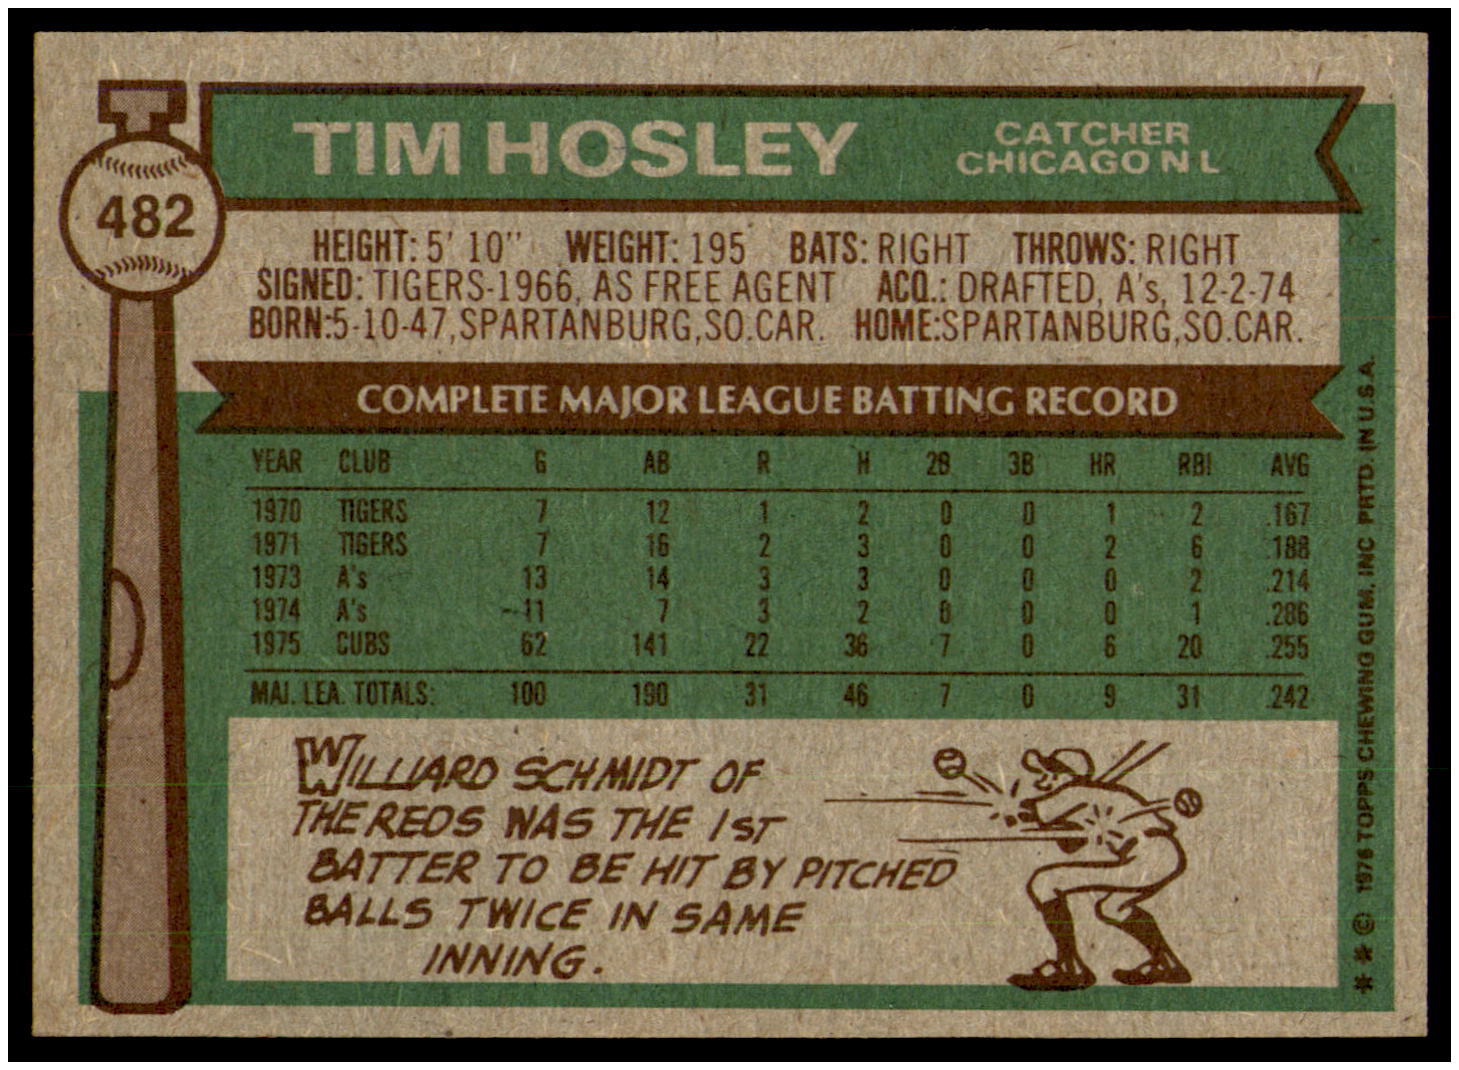 TIM HOSLEY
CATCHER
CHICAGO N L
482
HEIGHT: 5' 10" WEIGHT: 195 BATS: RIGHT THROWS: RIGHT
SIGNED: TIGERS-1966, AS FREE AGENT ACQ.: DRAFTED, A's, 12-2-74
BORN:5-10-47,SPARTANBURG,SO.CAR. HOME:SPARTANBURG,SO.CAR.
COMPLETE MAJOR LEAGUE BATTING RECORD
YEAR CLUB G AB R H 2B 3B HR RBI AVG
1970 TIGERS 7 12 1 2 0 0 1 2 .167
1971 TIGERS 7 16 2 3 0 0 2 6 .188
1973 A's 13 14 3 3 0 0 0 2 .214
1974 A's 11 7 3 2 0 0 0 1 .286
1975 CUBS 62 141 22 36 7 0 6 20 .255
MAJ. LEA. TOTALS: 100 190 31 46 7 0 9 31 .242
WILLIARD SCHMIDT OF
THE REDS WAS THE 1ST
BATTER TO BE HIT BY PITCHED
BALLS TWICE IN SAME
INNING.
** © 1976 TOPPS CHEWING GUM, INC PRTD. IN U.S.A.